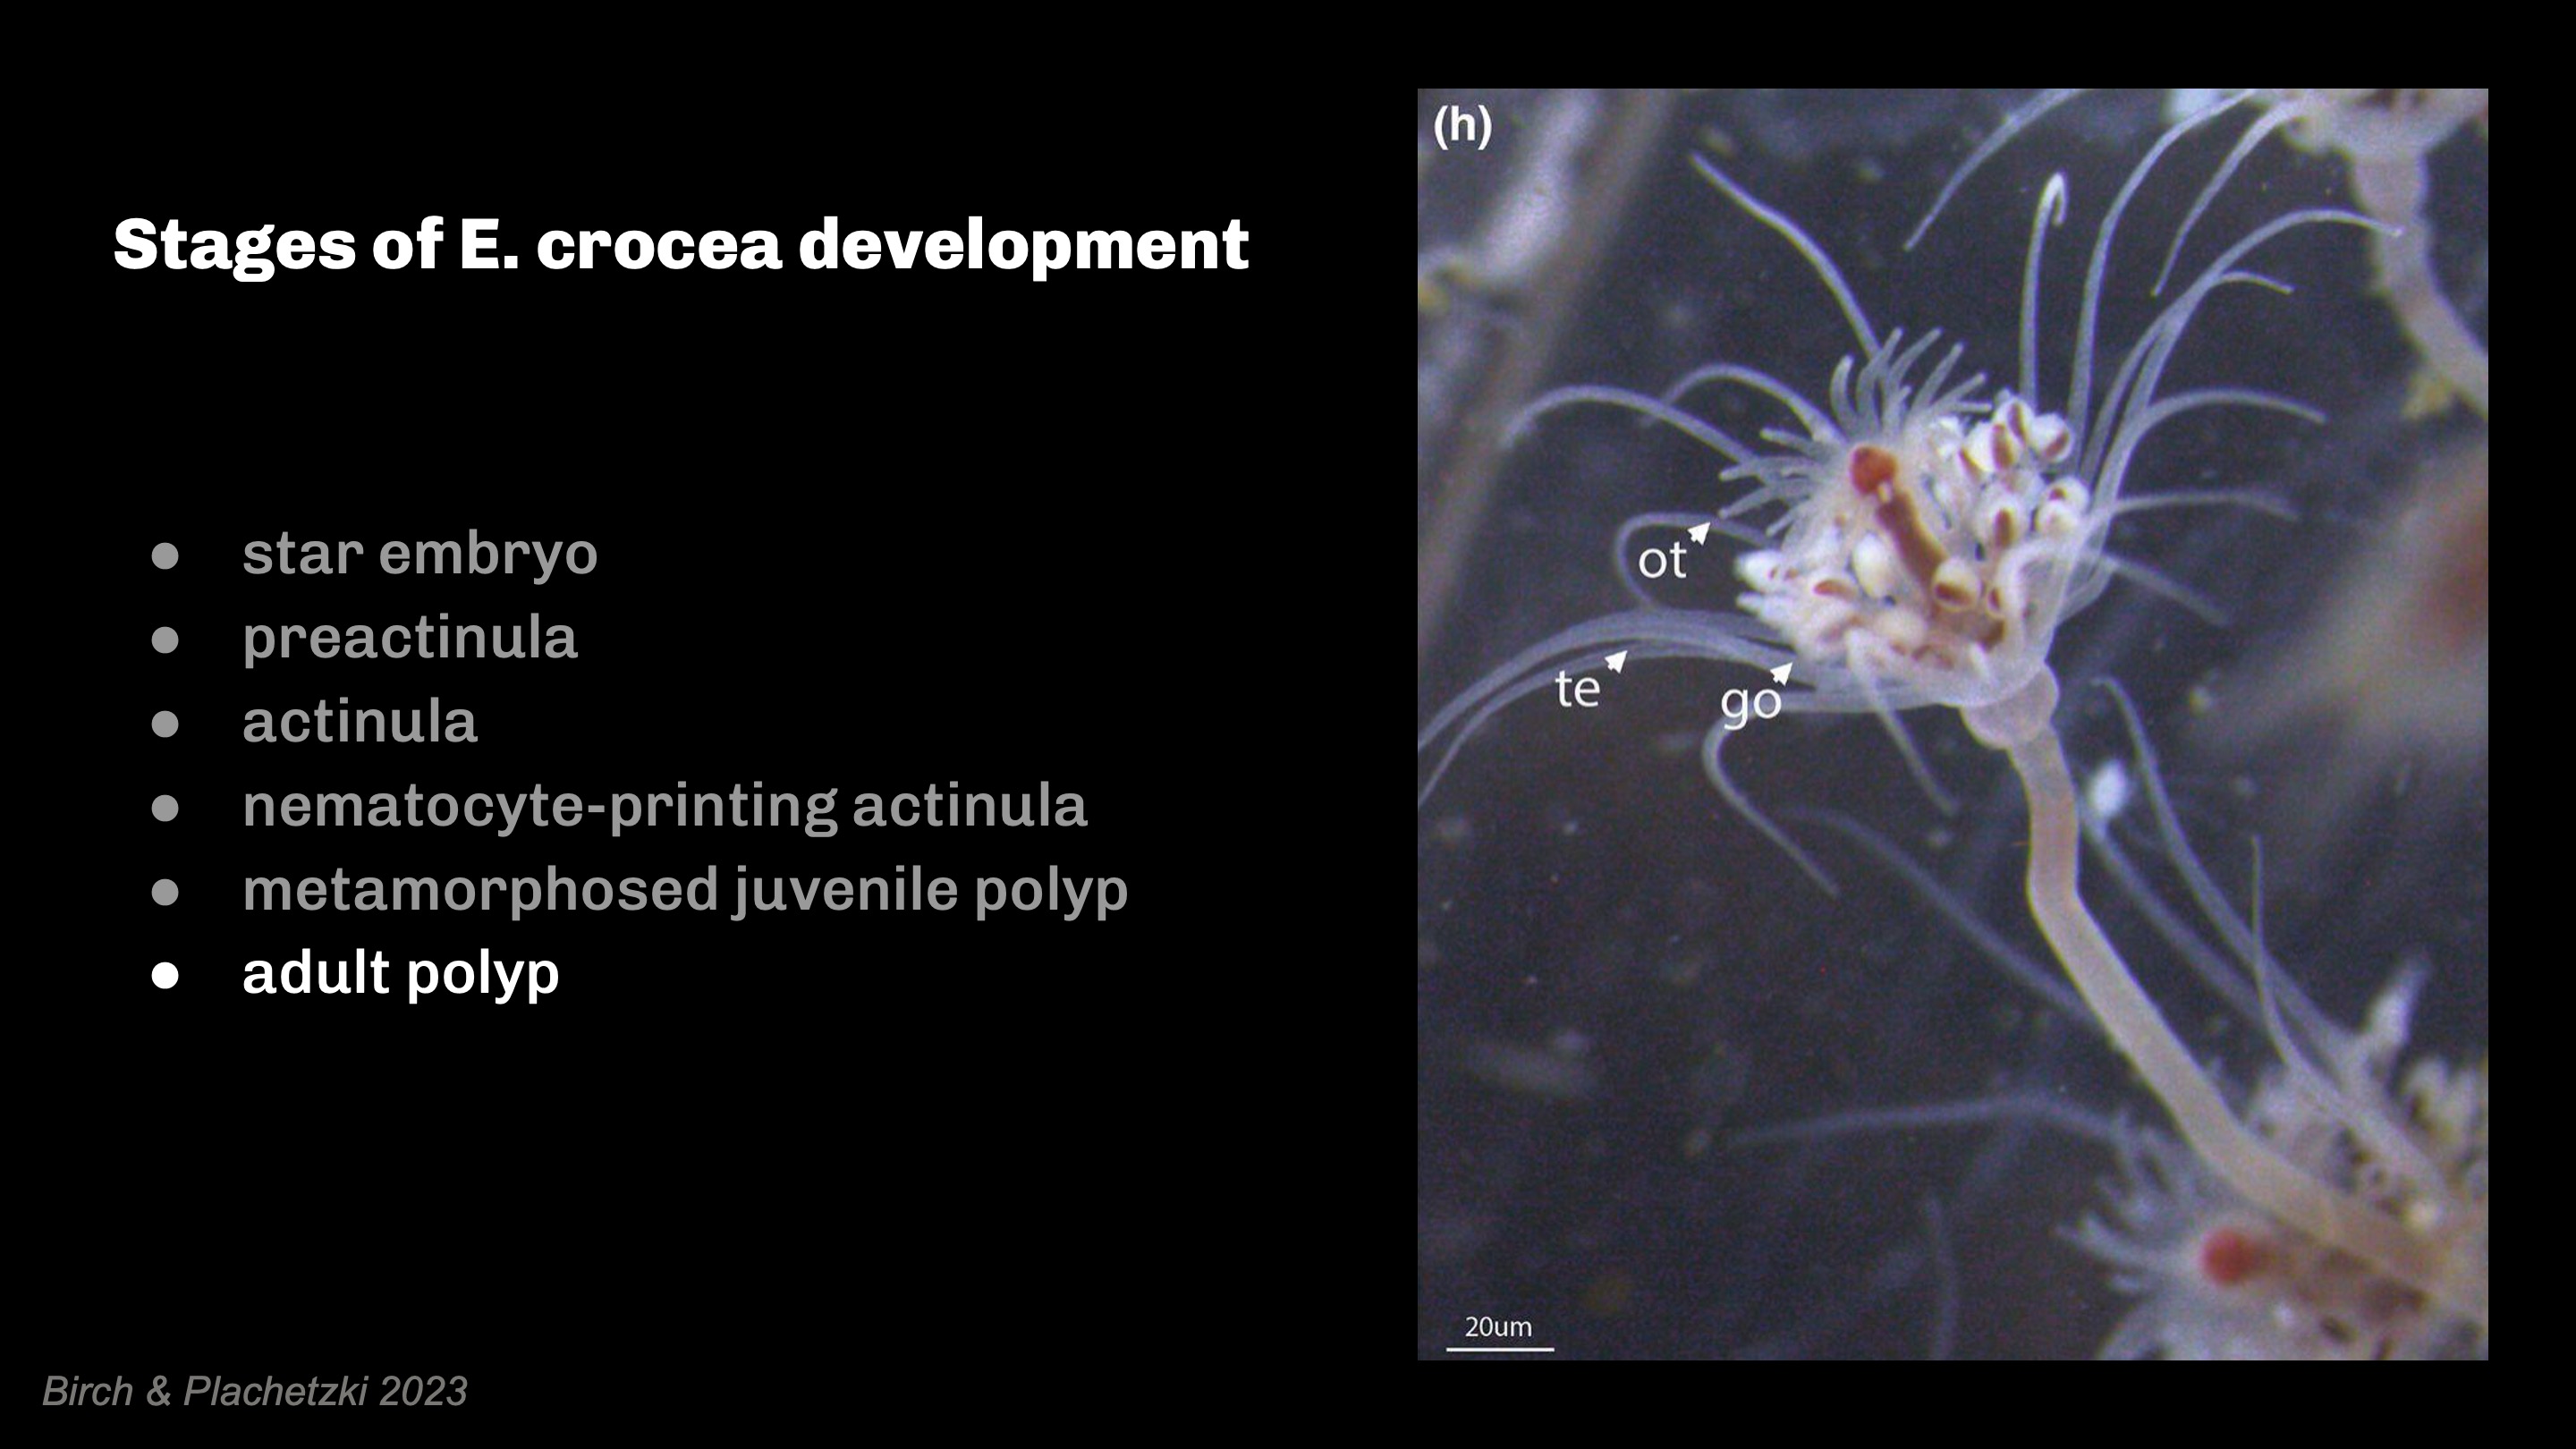 Stages of E. crocea development
● star embryo
● preactinula
● actinula
● nematocyte-printing actinula
● metamorphosed juvenile polyp
● adult polyp
Birch & Plachetzki 2023
(h)
ot
te
go
20um